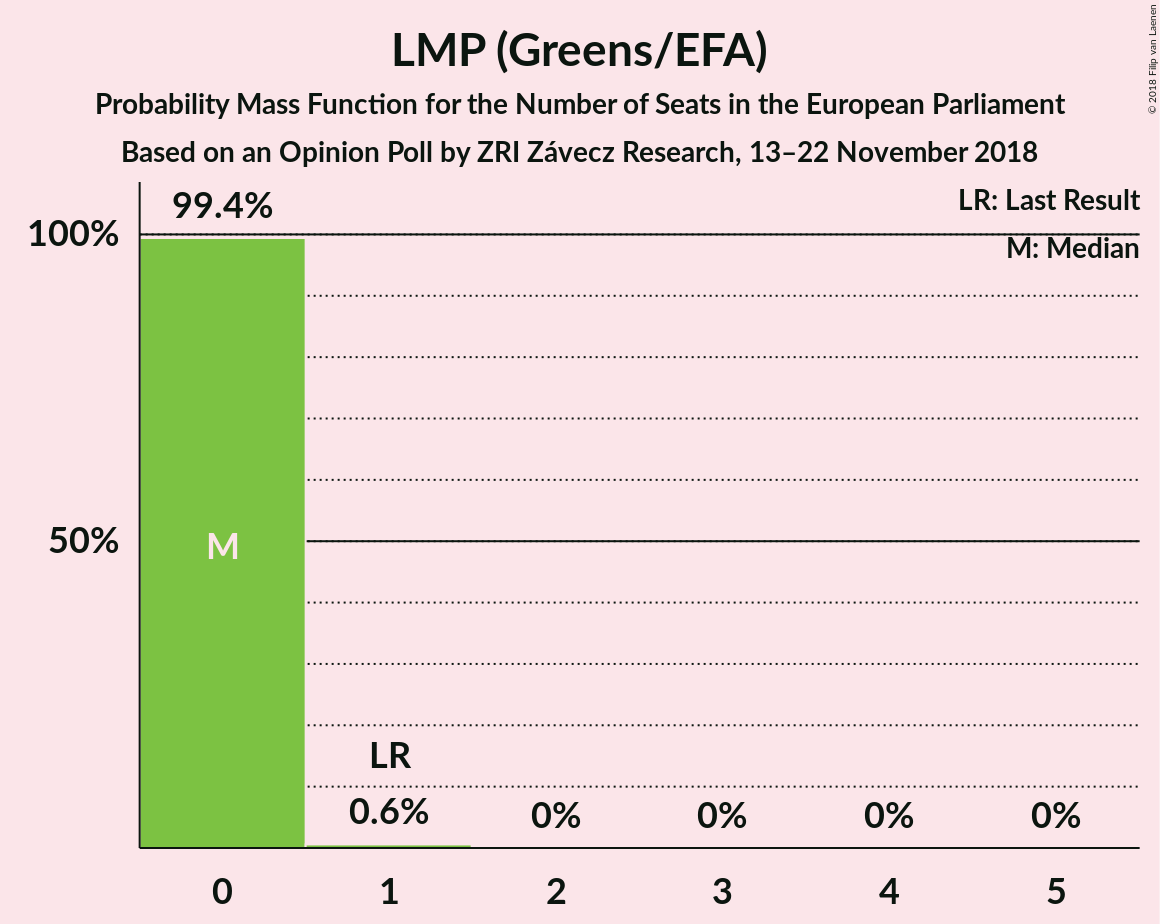 LMP (Greens/EFA)
Probability Mass Function for the Number of Seats in the European Parliament
Based on an Opinion Poll by ZRI Závecz Research, 13–22 November 2018
© 2018 Filip van Laenen
LR: Last Result
M: Median
99.4%
100%
50%
M
LR
0.6%
0%
0%
0%
0%
0
1
2
3
4
5